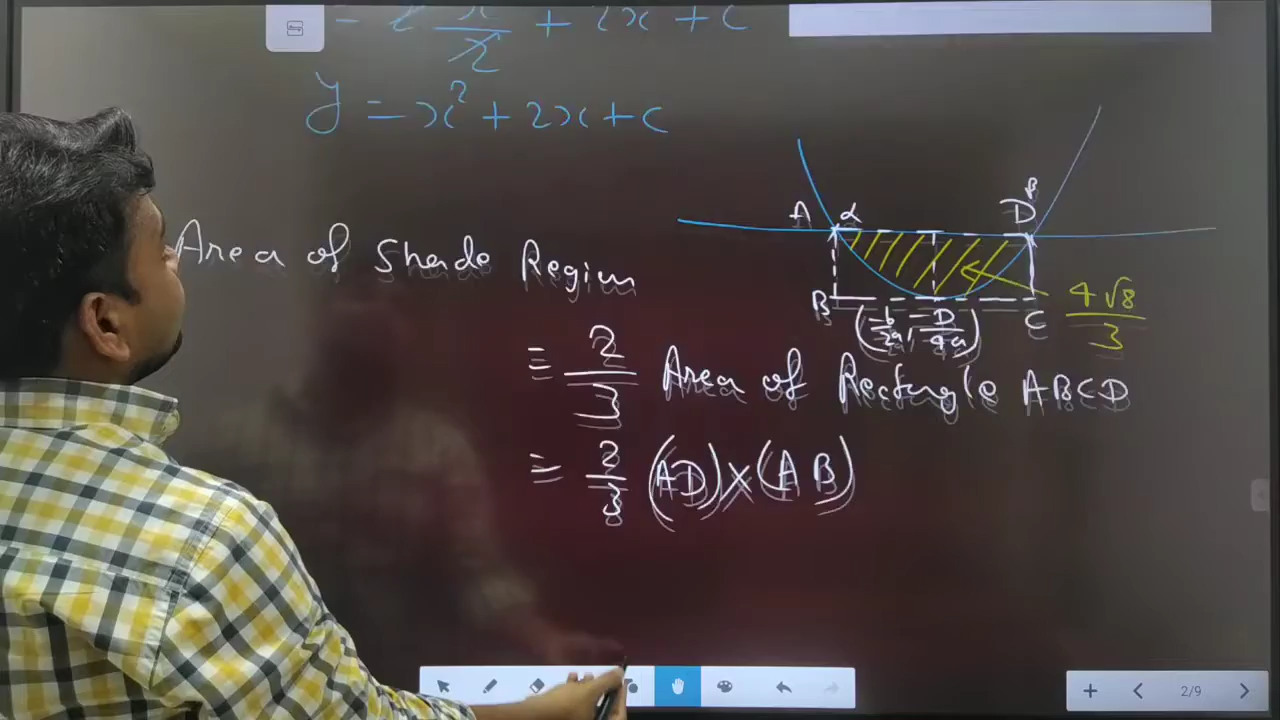 y = x² + 2x + c
A α D β
Area of Shade Region
B (-b/2a, -D/4a) C 4√8/3
= 2/3 Area of Rectangle ABCD
= 2/3 (AD) × (AB)
2/9